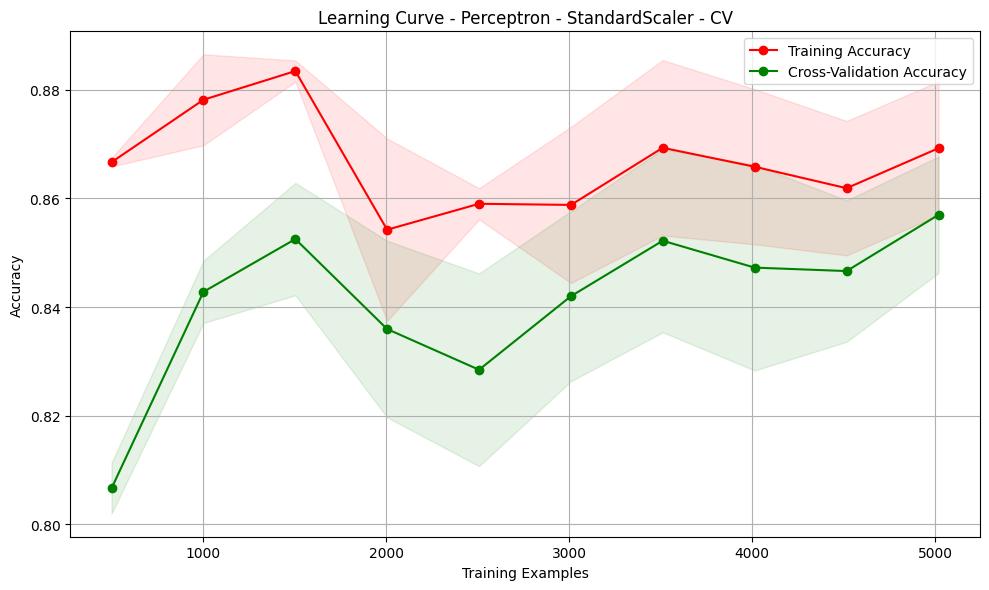 Learning Curve - Perceptron - StandardScaler - CV
Training Accuracy
Cross-Validation Accuracy
Accuracy
0.88
0.86
0.84
0.82
0.80
1000 2000 3000 4000 5000
Training Examples